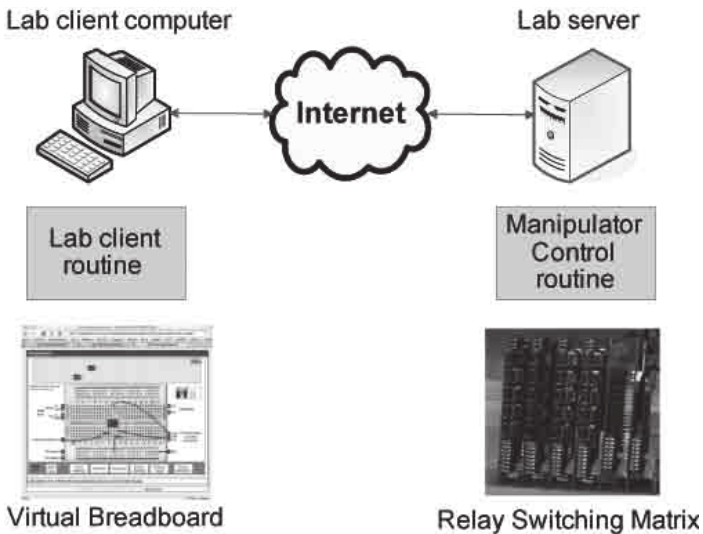 Lab client computer
Lab server
Internet
Lab client
routine
Manipulator
Control
routine
Virtual Breadboard
Relay Switching Matrix